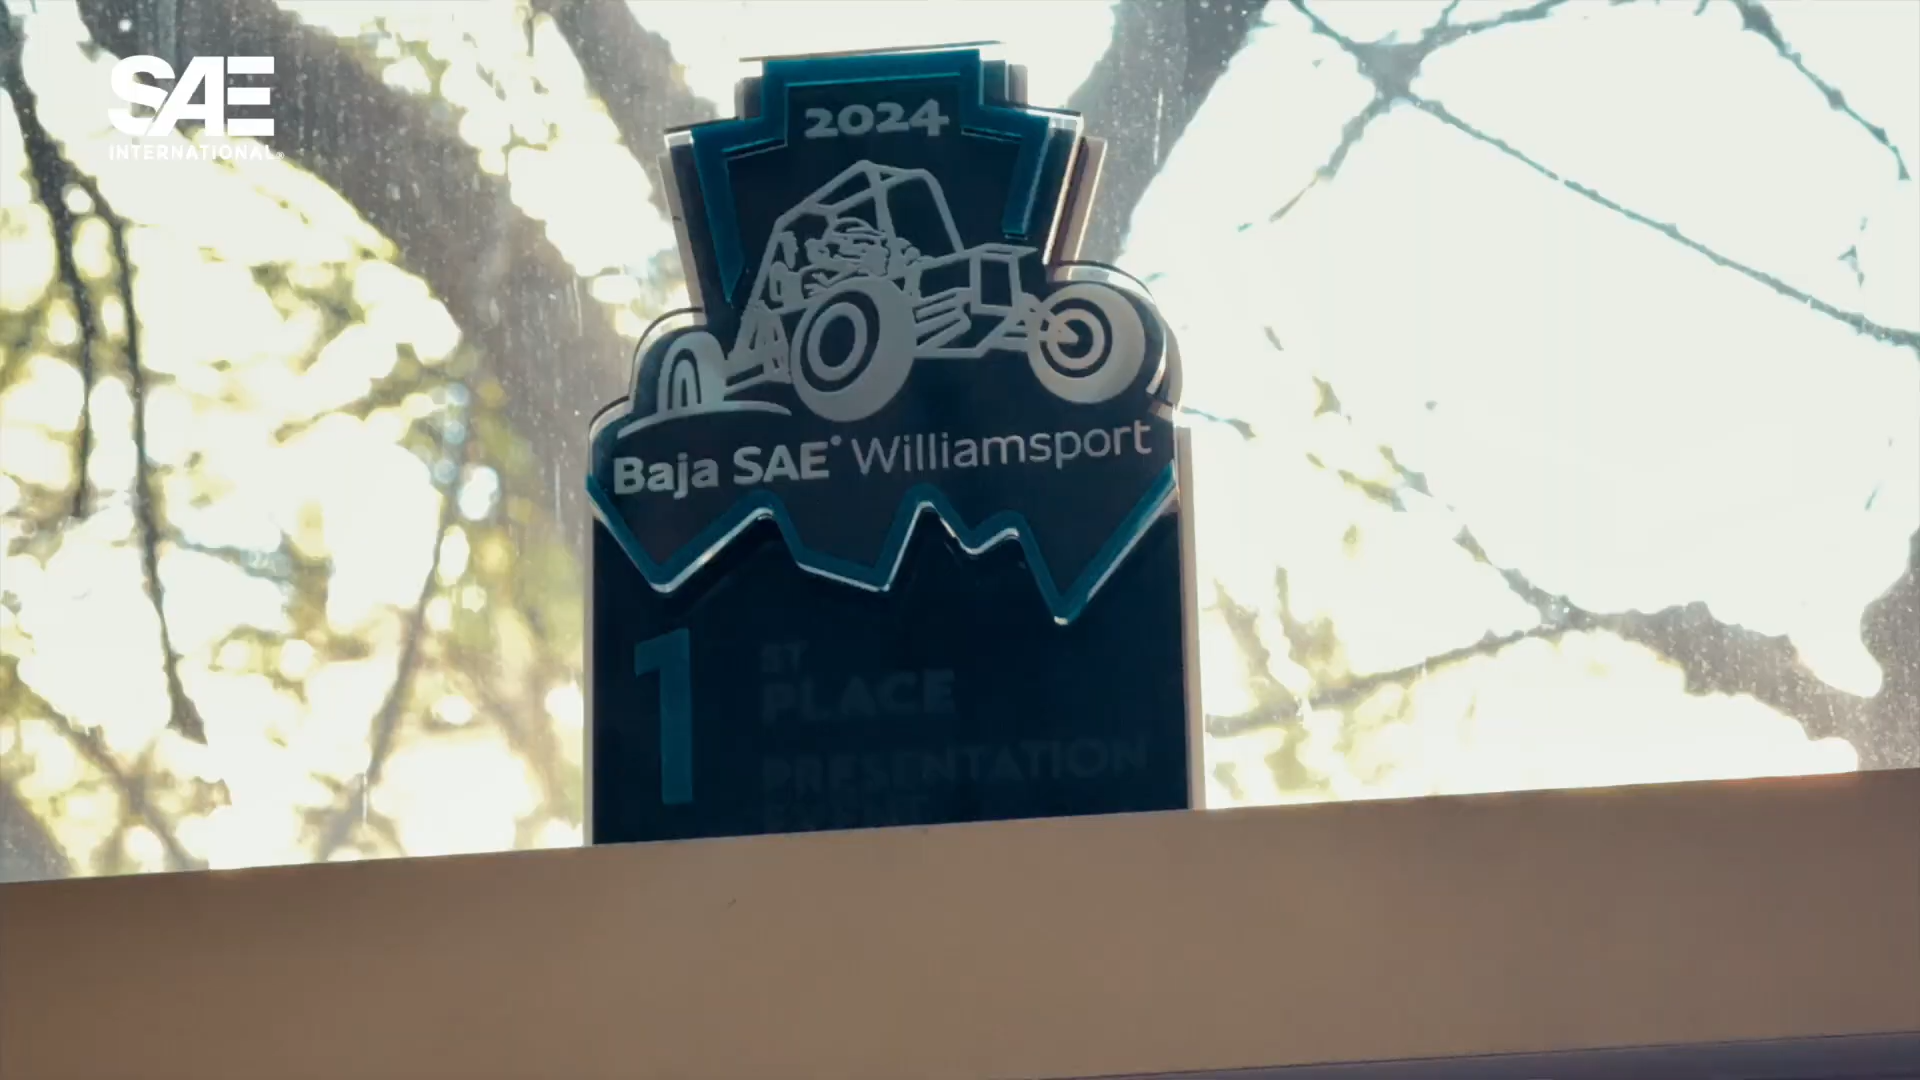 SAE
INTERNATIONAL®
2024
Baja SAE® Williamsport
1
ST
PLACE
PRESENTATION